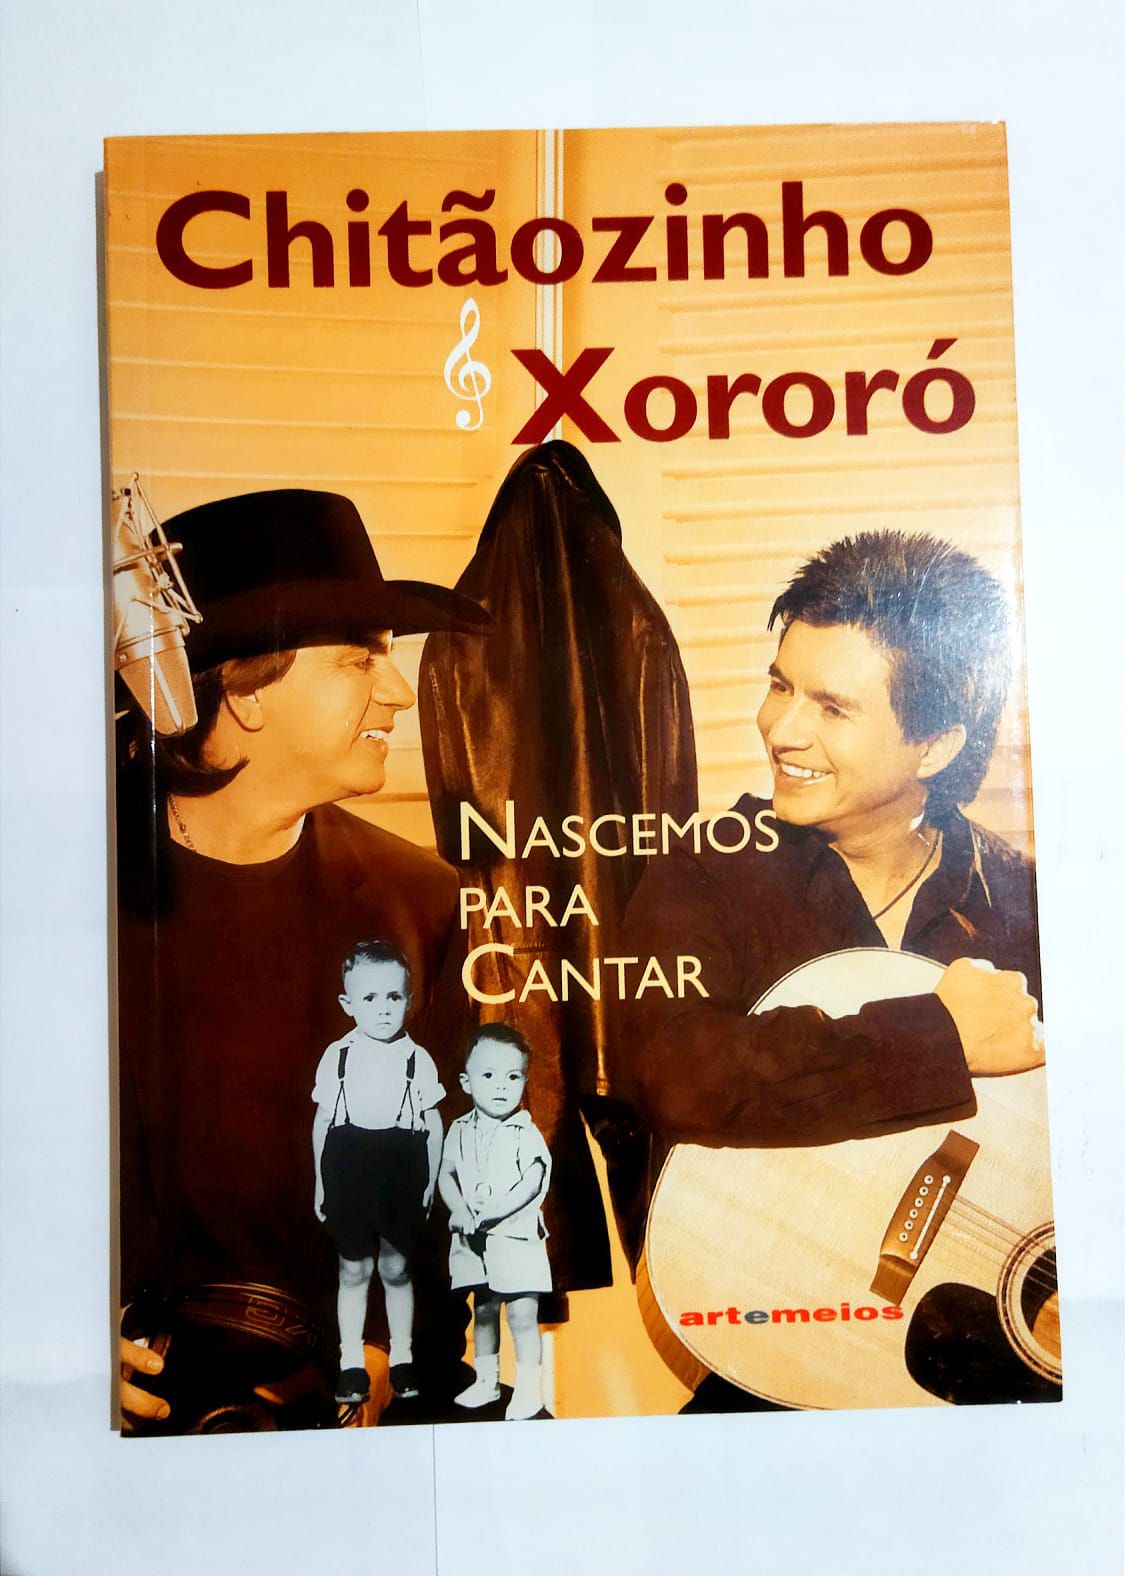 Chitãozinho
Xororó
Nascemos
para
Cantar
artemeios